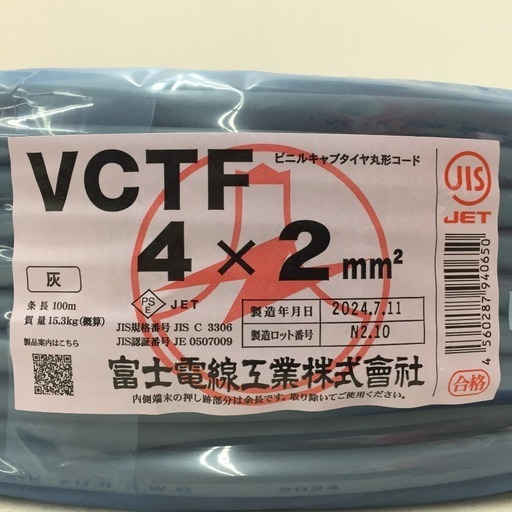 VCTF
ビニルキャブタイヤ丸形コード
JIS
JET
4×2mm²
灰
条長 100m
質量 15.3kg(概算)
製品案内はこちら
PS
E
JET
JIS規格番号 JIS C 3306
JIS認証番号 JE 0507009
製造年月日 2024.7.11
製造ロット番号 N2.10
富士電線工業株式會社
内側端末の押し跡部分は余長です。取り除いてご使用ください。
4560287940650
合格
FUJI
2024